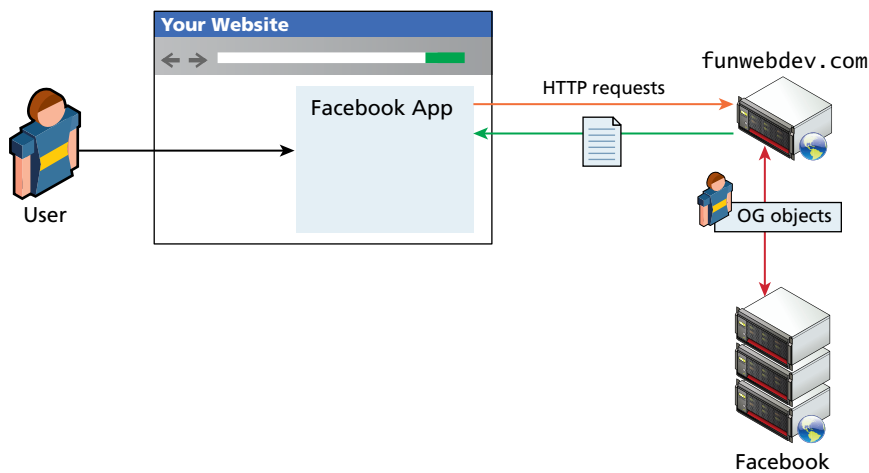 Your Website
funwebdev.com
HTTP requests
Facebook App
User
OG objects
Facebook